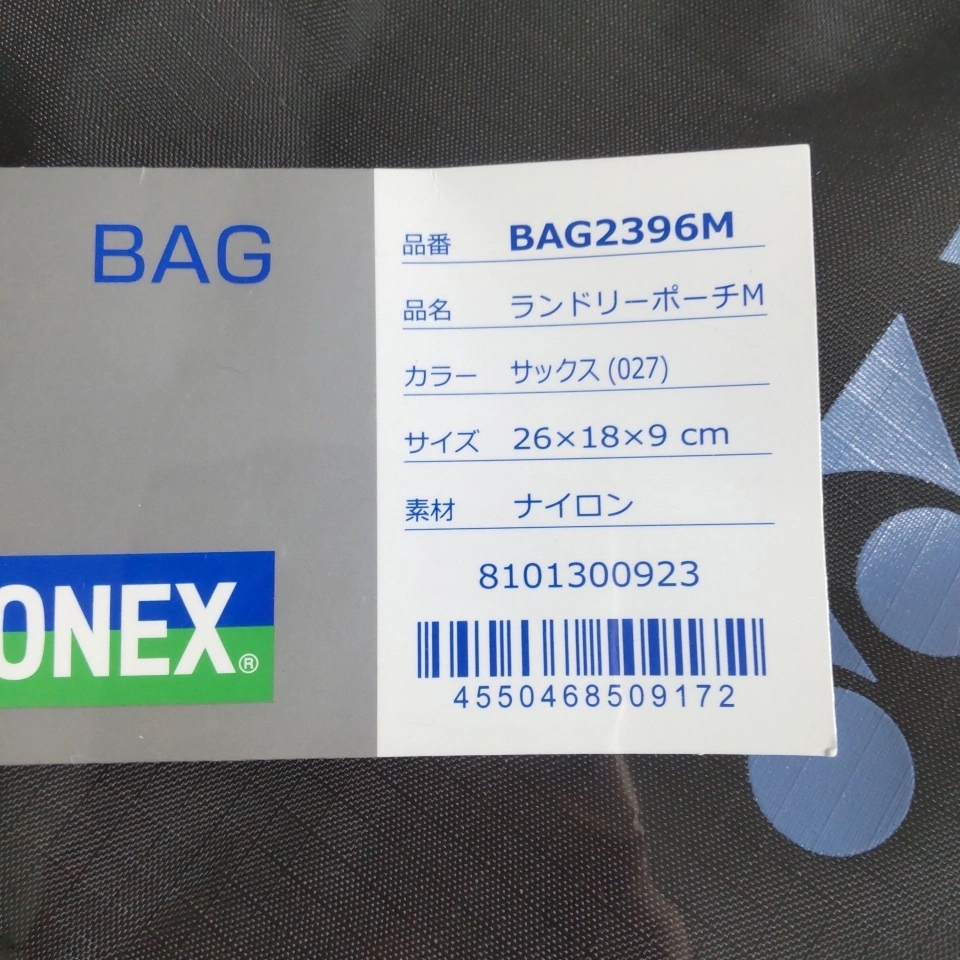 BAG
ONEX®
品番 BAG2396M
品名 ランドリーポーチM
カラー サックス(027)
サイズ 26×18×9 cm
素材 ナイロン
8101300923
4550468509172